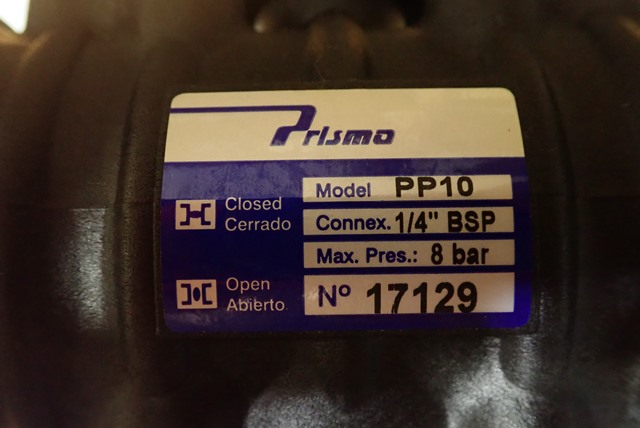 Prismo
Closed
Cerrado
Open
Abierto
Model PP10
Connex. 1/4" BSP
Max. Pres.: 8 bar
Nº 17129